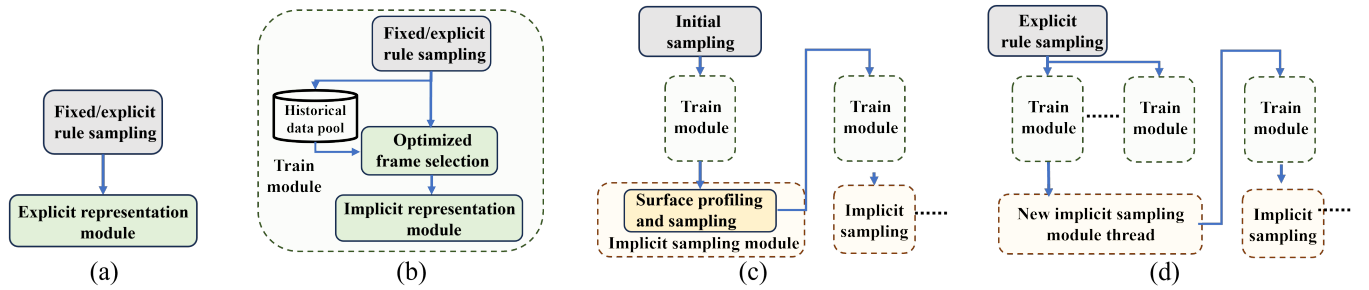 Fixed/explicit
rule sampling
Explicit representation
module
(a)
Fixed/explicit
rule sampling
Historical
data pool
Train
module
Optimized
frame selection
Implicit representation
module
(b)
Initial
sampling
Train
module
Surface profiling
and sampling
Implicit sampling module
Train
module
Implicit
sampling
(c)
Explicit
rule sampling
Train
module
Train
module
New implicit sampling
module thread
Train
module
Implicit
sampling
(d)